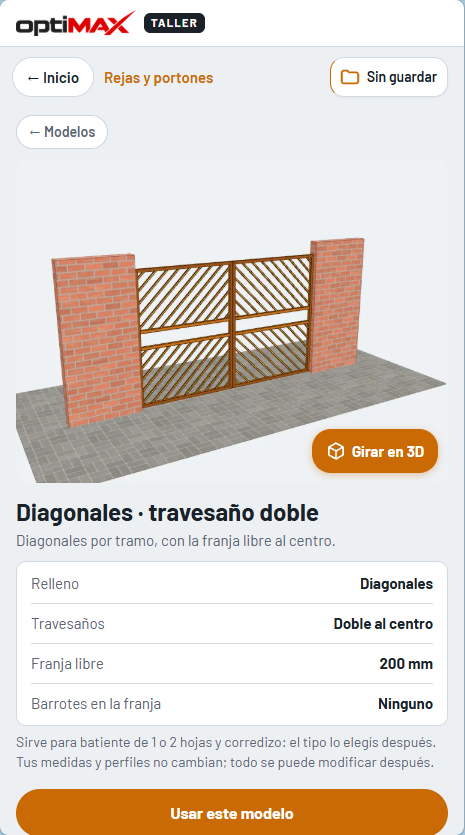 optiMAX TALLER
← Inicio Rejas y portones Sin guardar
← Modelos
Girar en 3D
Diagonales · travesaño doble
Diagonales por tramo, con la franja libre al centro.
Relleno Diagonales
Travesaños Doble al centro
Franja libre 200 mm
Barrotes en la franja Ninguno
Sirve para batiente de 1 o 2 hojas y corredizo: el tipo lo elegís después.
Tus medidas y perfiles no cambian; todo se puede modificar después.
Usar este modelo